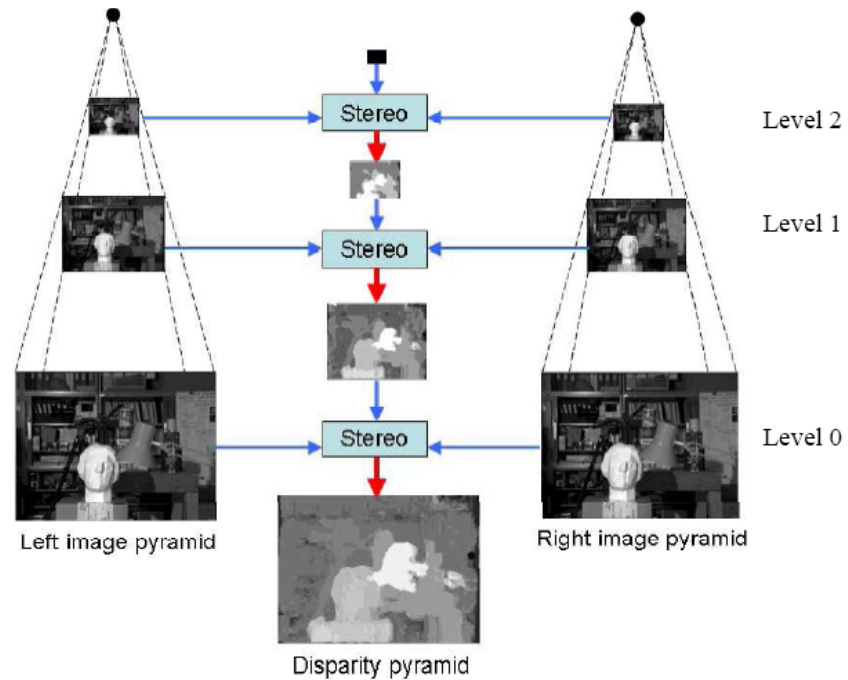 Stereo
Level 2
Stereo
Level 1
Stereo
Level 0
Left image pyramid
Right image pyramid
Disparity pyramid